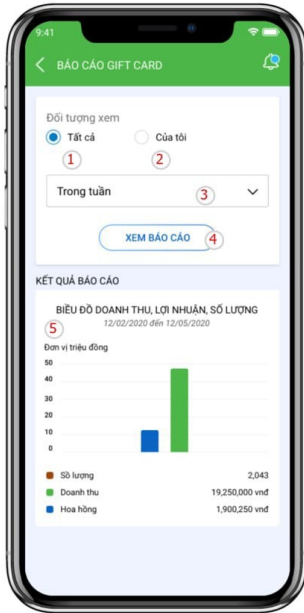 9:41
BÁO CÁO GIFT CARD
Đối tượng xem
Tất cả
Của tôi
1
2
Trong tuần
3
XEM BÁO CÁO
4
KẾT QUẢ BÁO CÁO
BIỀU ĐỒ DOANH THU, LỢI NHUẬN, SỐ LƯỢNG
5
12/02/2020 đến 12/05/2020
Đơn vị triệu đồng
50
40
30
20
10
0
Sồ lượng 2,043
Doanh thu 19,250,000 vnđ
Hoa hồng 1,900,250 vnđ